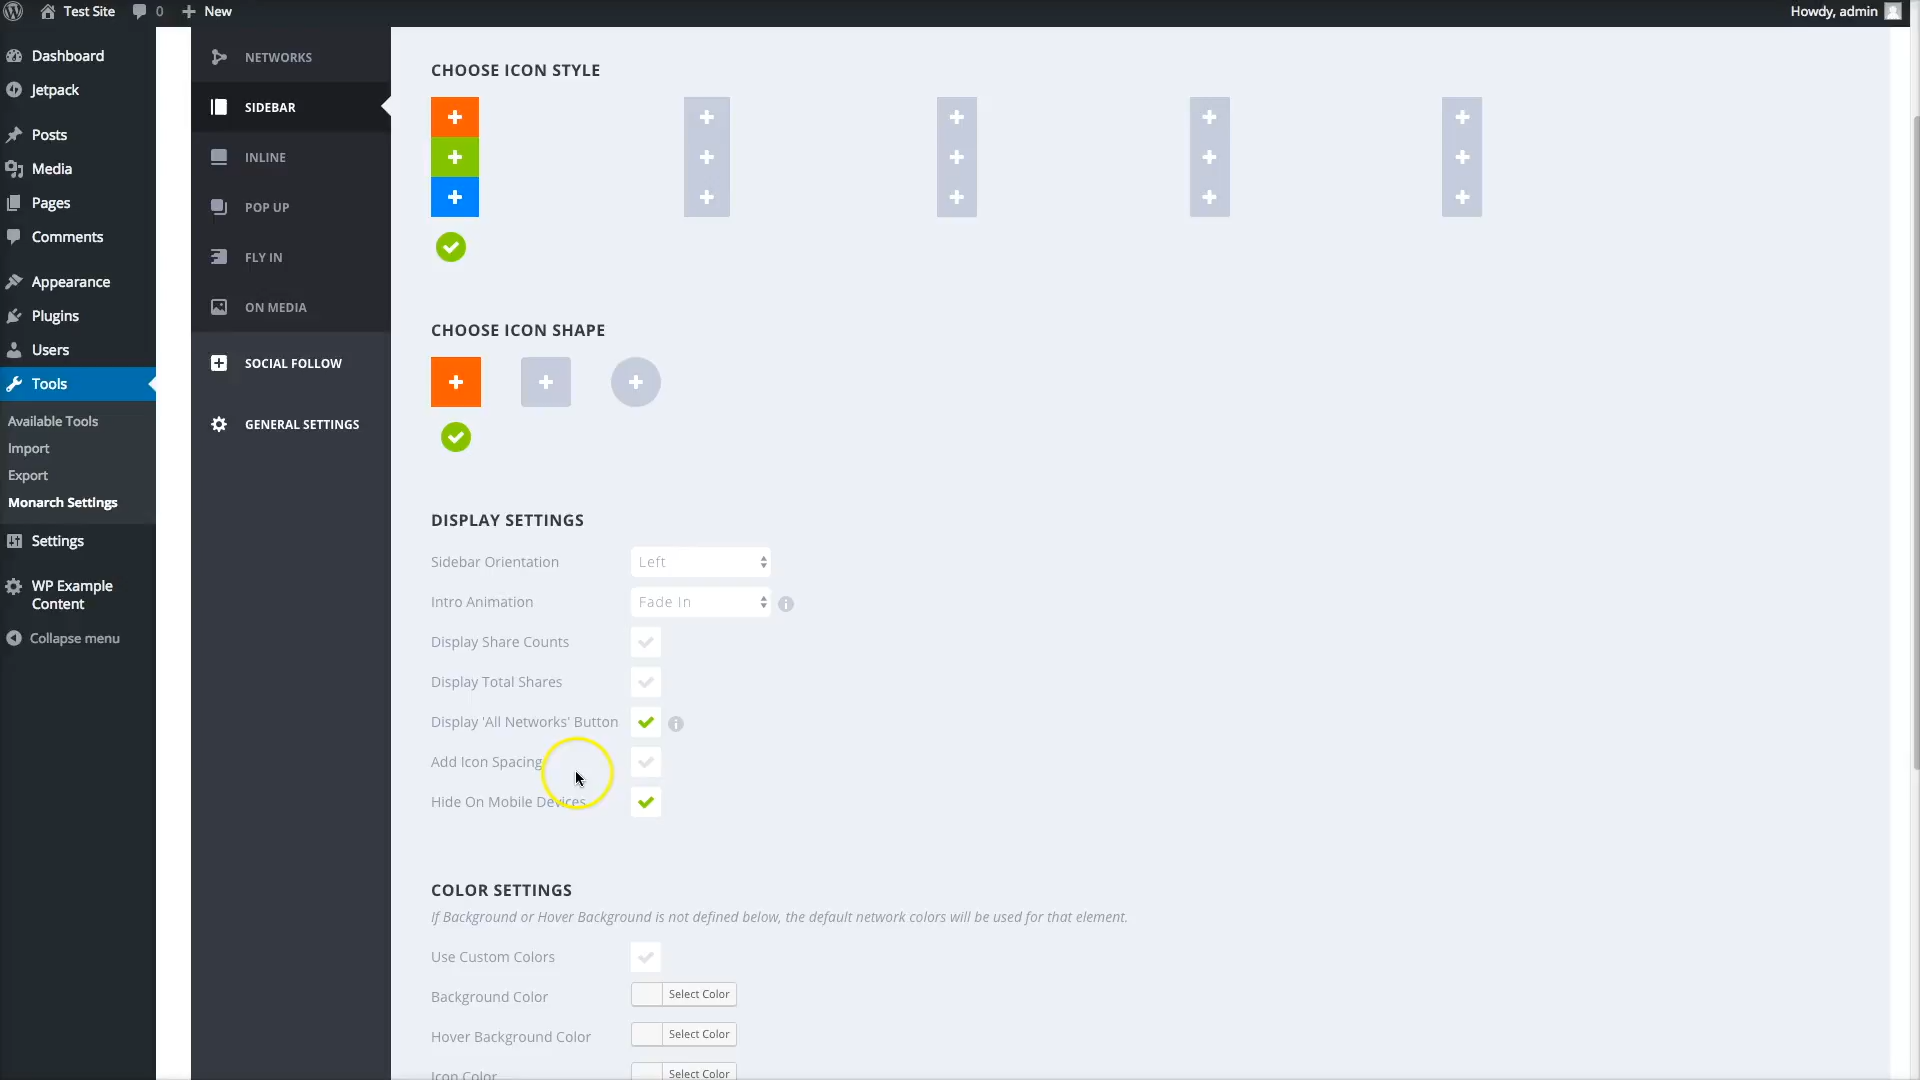 Test Site
0
New
Howdy, admin
Dashboard
Jetpack
Posts
Media
Pages
Comments
Appearance
Plugins
Users
Tools
Available Tools
Import
Export
Monarch Settings
Settings
WP Example
Content
Collapse menu
NETWORKS
SIDEBAR
INLINE
POP UP
FLY IN
ON MEDIA
SOCIAL FOLLOW
GENERAL SETTINGS
CHOOSE ICON STYLE
CHOOSE ICON SHAPE
DISPLAY SETTINGS
Sidebar Orientation
Left
Intro Animation
Fade In
Display Share Counts
Display Total Shares
Display 'All Networks' Button
Add Icon Spacing
Hide On Mobile Devices
COLOR SETTINGS
If Background or Hover Background is not defined below, the default network colors will be used for that element.
Use Custom Colors
Background Color
Select Color
Hover Background Color
Select Color
Icon Color
Select Color